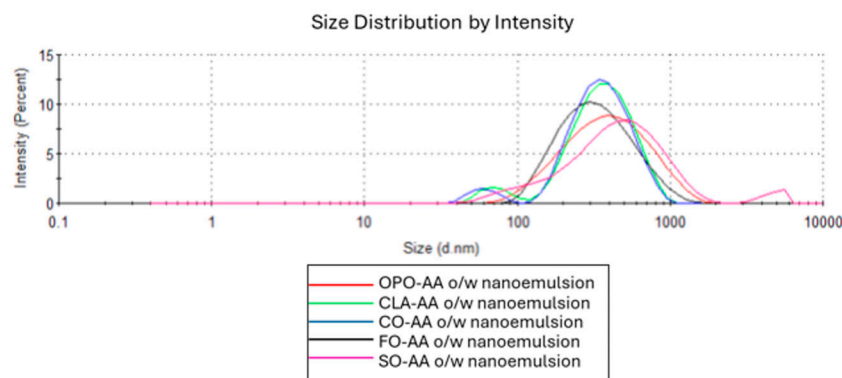 Size Distribution by Intensity
15
10
5
0
Intensity (Percent)
0.1 1 10 100 1000 10000
Size (d.nm)
OPO-AA o/w nanoemulsion
CLA-AA o/w nanoemulsion
CO-AA o/w nanoemulsion
FO-AA o/w nanoemulsion
SO-AA o/w nanoemulsion